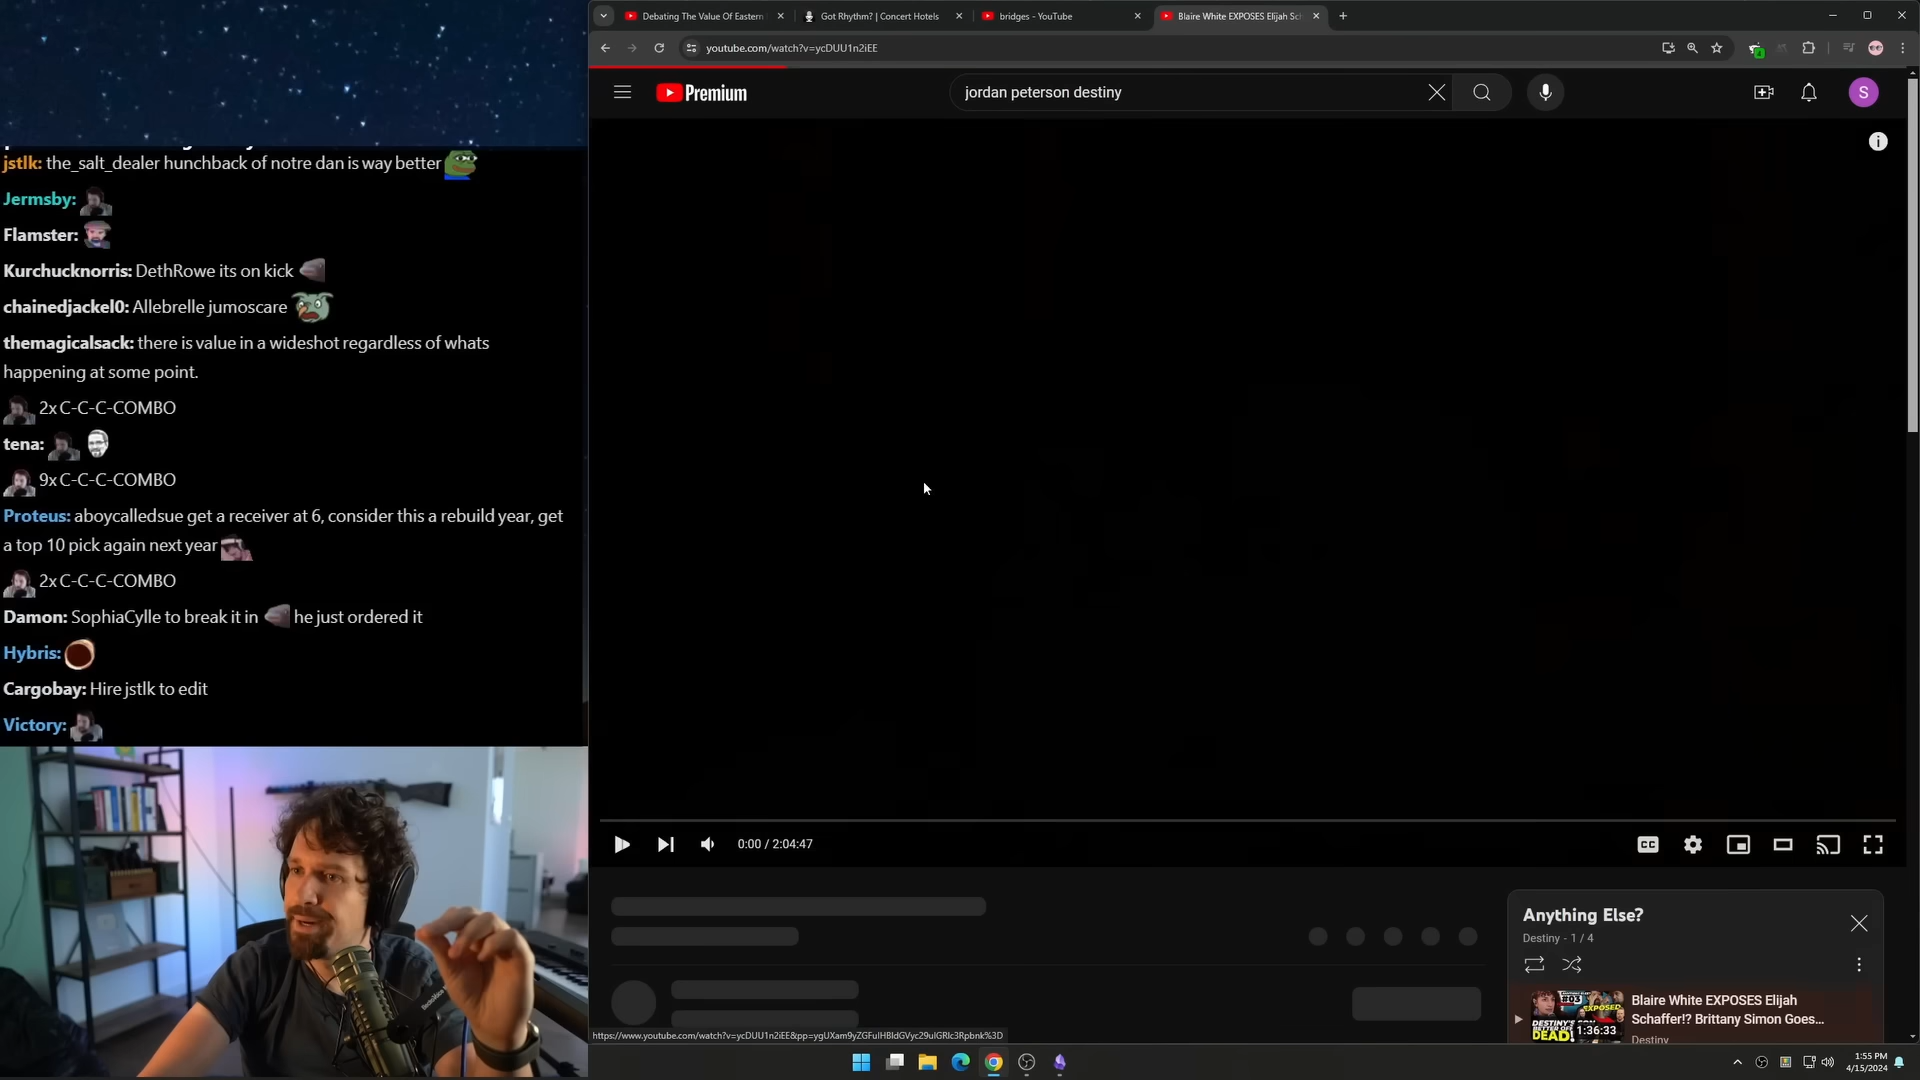 Debating The Value Of Eastern
Got Rhythm? | Concert Hotels
bridges - YouTube
Blaire White EXPOSES Elijah Sc
youtube.com/watch?v=ycDUU1n2iEE
Premium
jordan peterson destiny
S
jstlk: the_salt_dealer hunchback of notre dan is way better
Jermsby:
Flamster:
Kurchucknorris: DethRowe its on kick
chainedjackel0: Allebrelle jumoscare
themagicalsack: there is value in a wideshot regardless of whats
happening at some point.
2x C-C-C-COMBO
tena:
9x C-C-C-COMBO
Proteus: aboycalledsue get a receiver at 6, consider this a rebuild year, get
a top 10 pick again next year
2x C-C-C-COMBO
Damon: SophiaCylle to break it in he just ordered it
Hybris:
Cargobay: Hire jstlk to edit
Victory:
0:00 / 2:04:47
CC
Anything Else?
Destiny - 1 / 4
#03
EXPOSED
DESTINY'S SON
BETTER OFF
DEAD!
1:36:33
Blaire White EXPOSES Elijah
Schaffer!? Brittany Simon Goes...
Destiny
https://www.youtube.com/watch?v=ycDUU1n2iEE&pp=ygUXam9yZGFuIHBldGVyc29uIGRlc3Rpbnk%3D
1:55 PM
4/15/2024